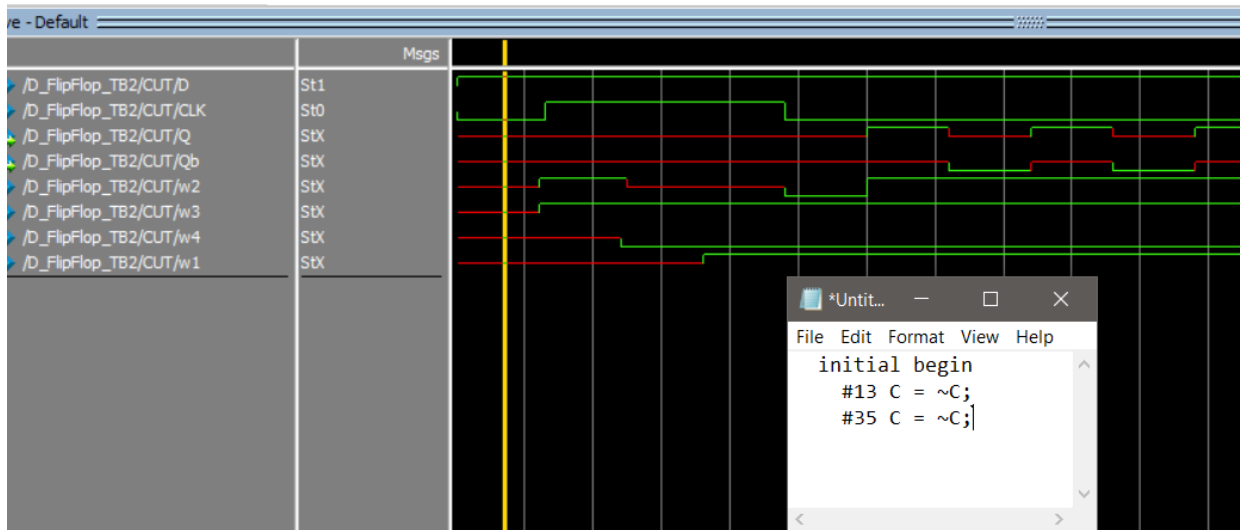 ve - Default
Msgs
/D_FlipFlop_TB2/CUT/D St1
/D_FlipFlop_TB2/CUT/CLK St0
/D_FlipFlop_TB2/CUT/Q StX
/D_FlipFlop_TB2/CUT/Qb StX
/D_FlipFlop_TB2/CUT/w2 StX
/D_FlipFlop_TB2/CUT/w3 StX
/D_FlipFlop_TB2/CUT/w4 StX
/D_FlipFlop_TB2/CUT/w1 StX
*Untit...
File Edit Format View Help
initial begin
#13 C = ~C;
#35 C = ~C;